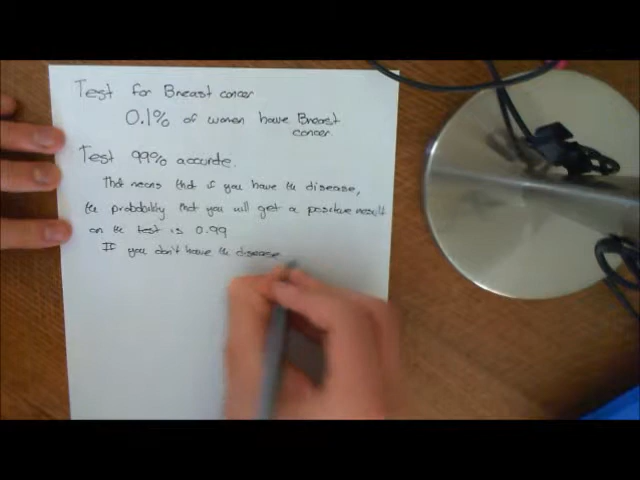 Test for Breast cancer
0.1% of women have Breast
cancer.
Test 99% accurate.
That means that if you have the disease,
the probability that you will get a positive result
on the test is 0.99
If you don't have the disease